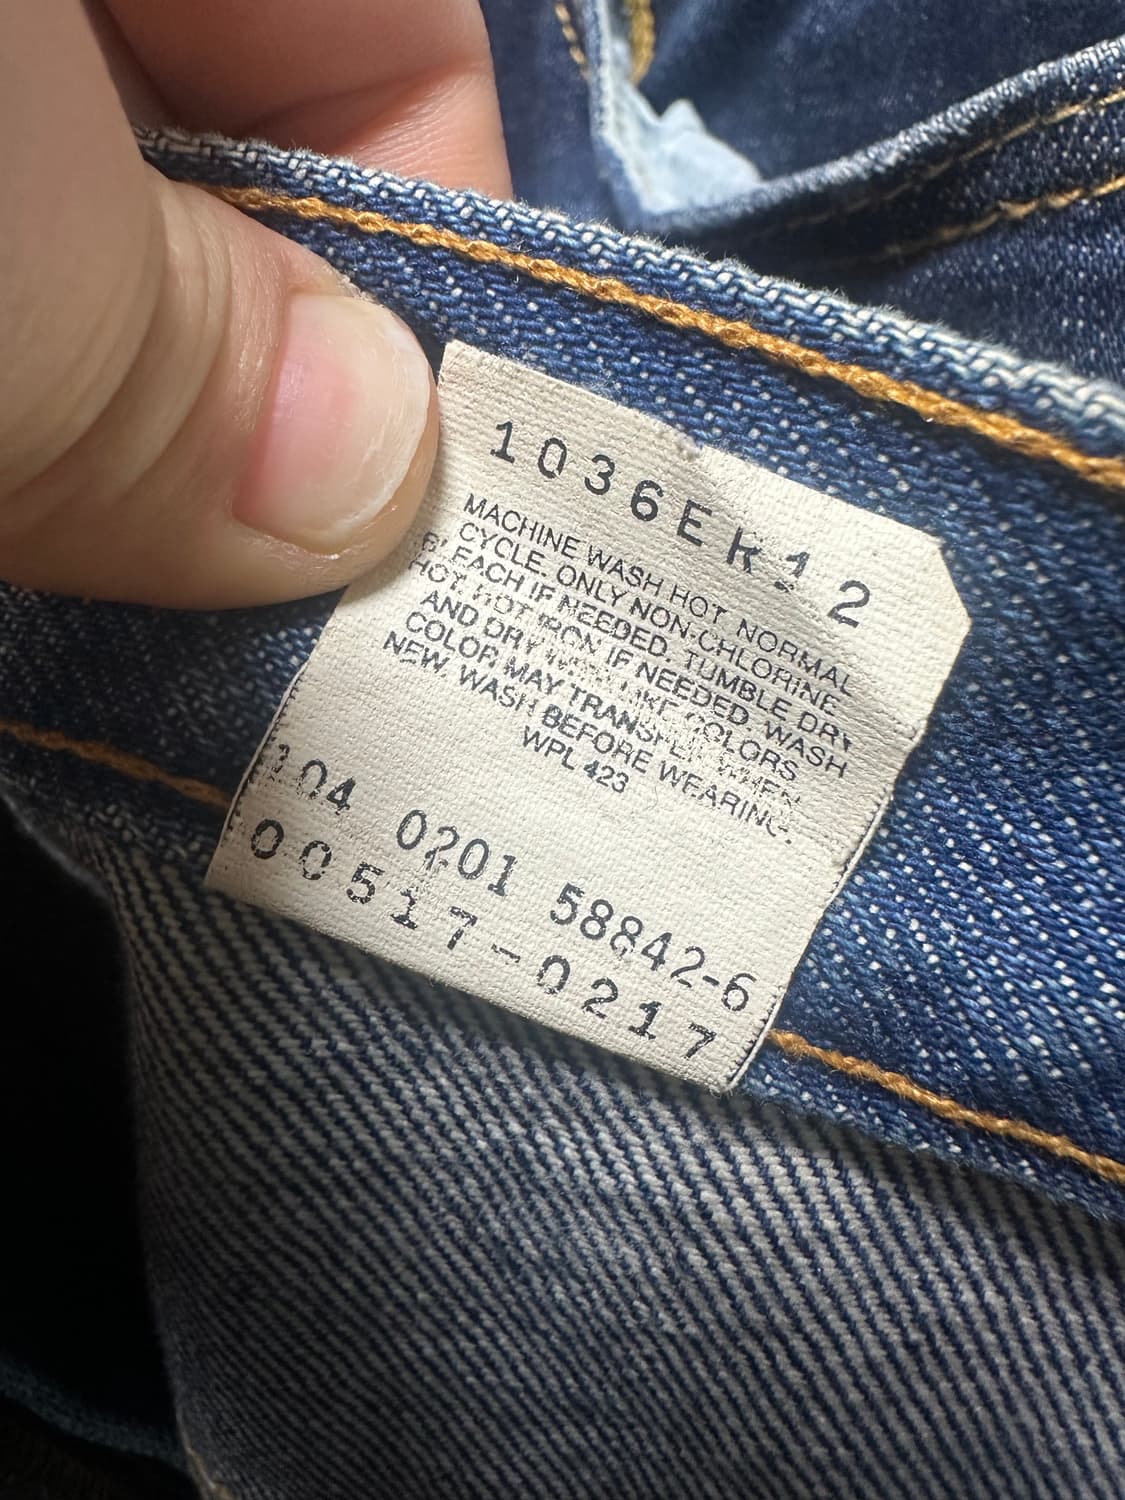 1036ER12
MACHINE WASH HOT NORMAL
CYCLE. ONLY NON-CHLORINE
BLEACH IF NEEDED. TUMBLE DRY
HOT. HOT IRON IF NEEDED. WASH
AND DRY WITH LIKE COLORS
COLOR MAY TRANSFER WHEN
NEW. WASH BEFORE WEARING.
WPL 423
04 0201 58842-6
00517-0217